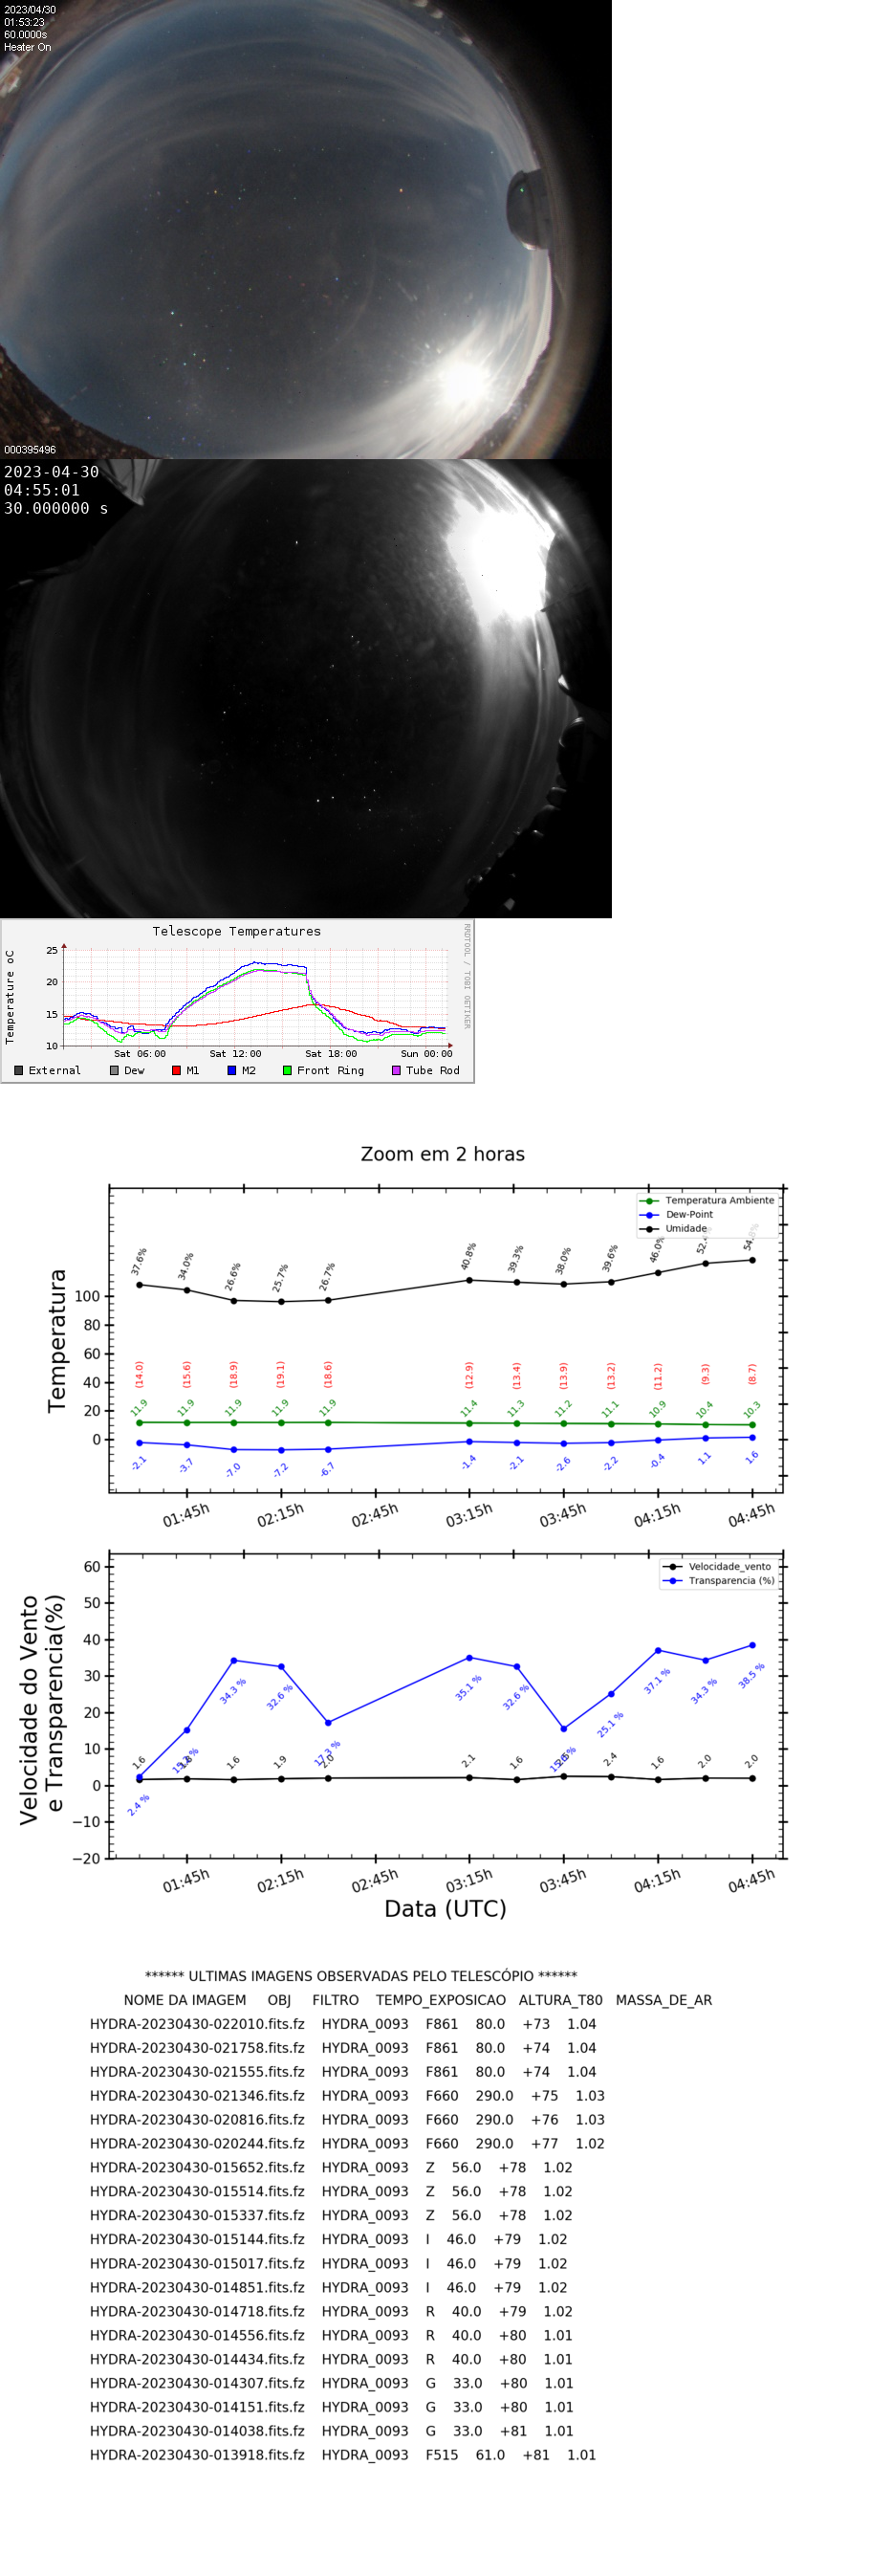 2023/04/30
01:53:23
60.0000s
Heater On
000395496
2023-04-30
04:55:01
30.000000 s
Telescope Temperatures
RRDTOOL / TOBI OETIKER
Temperature oC
25
20
15
10
Sat 06:00 Sat 12:00 Sat 18:00 Sun 00:00
External Dew M1 M2 Front Ring Tube Rod
Zoom em 2 horas
Temperatura Ambiente
Dew-Point
Umidade
Temperatura
37.6% 34.0% 26.6% 25.7% 26.7% 40.8% 39.3% 38.0% 39.6% 46.0%
100
80
60
40
20
0
(14.0) (15.6) (18.9) (19.1) (18.6) (12.9) (13.4) (13.9) (13.2) (11.2) (9.3) (8.7)
11.9 11.9 11.9 11.9 11.9 11.4 11.3 11.2 11.1 10.9 10.4 10.3
-2.1 -3.7 -7.0 -7.2 -6.7 -1.4 -2.1 -2.6 -2.2 -0.4 1.1 1.6
01:45h 02:15h 02:45h 03:15h 03:45h 04:15h 04:45h
Velocidade_vento
Transparencia (%)
Velocidade do Vento
e Transparencia(%)
60
50
40
30
20
10
0
−10
−20
34.3 % 32.6 % 35.1 % 32.6 % 25.1 % 37.1 % 34.3 % 38.5 %
1.6 1.6 1.9 2.1 1.6 2.4 1.6 2.0 2.0
2.4 %
01:45h 02:15h 02:45h 03:15h 03:45h 04:15h 04:45h
Data (UTC)
****** ULTIMAS IMAGENS OBSERVADAS PELO TELESCÓPIO ******
NOME DA IMAGEM OBJ FILTRO TEMPO_EXPOSICAO ALTURA_T80 MASSA_DE_AR
HYDRA-20230430-022010.fits.fz HYDRA_0093 F861 80.0 +73 1.04
HYDRA-20230430-021758.fits.fz HYDRA_0093 F861 80.0 +74 1.04
HYDRA-20230430-021555.fits.fz HYDRA_0093 F861 80.0 +74 1.04
HYDRA-20230430-021346.fits.fz HYDRA_0093 F660 290.0 +75 1.03
HYDRA-20230430-020816.fits.fz HYDRA_0093 F660 290.0 +76 1.03
HYDRA-20230430-020244.fits.fz HYDRA_0093 F660 290.0 +77 1.02
HYDRA-20230430-015652.fits.fz HYDRA_0093 Z 56.0 +78 1.02
HYDRA-20230430-015514.fits.fz HYDRA_0093 Z 56.0 +78 1.02
HYDRA-20230430-015337.fits.fz HYDRA_0093 Z 56.0 +78 1.02
HYDRA-20230430-015144.fits.fz HYDRA_0093 I 46.0 +79 1.02
HYDRA-20230430-015017.fits.fz HYDRA_0093 I 46.0 +79 1.02
HYDRA-20230430-014851.fits.fz HYDRA_0093 I 46.0 +79 1.02
HYDRA-20230430-014718.fits.fz HYDRA_0093 R 40.0 +79 1.02
HYDRA-20230430-014556.fits.fz HYDRA_0093 R 40.0 +80 1.01
HYDRA-20230430-014434.fits.fz HYDRA_0093 R 40.0 +80 1.01
HYDRA-20230430-014307.fits.fz HYDRA_0093 G 33.0 +80 1.01
HYDRA-20230430-014151.fits.fz HYDRA_0093 G 33.0 +80 1.01
HYDRA-20230430-014038.fits.fz HYDRA_0093 G 33.0 +81 1.01
HYDRA-20230430-013918.fits.fz HYDRA_0093 F515 61.0 +81 1.01